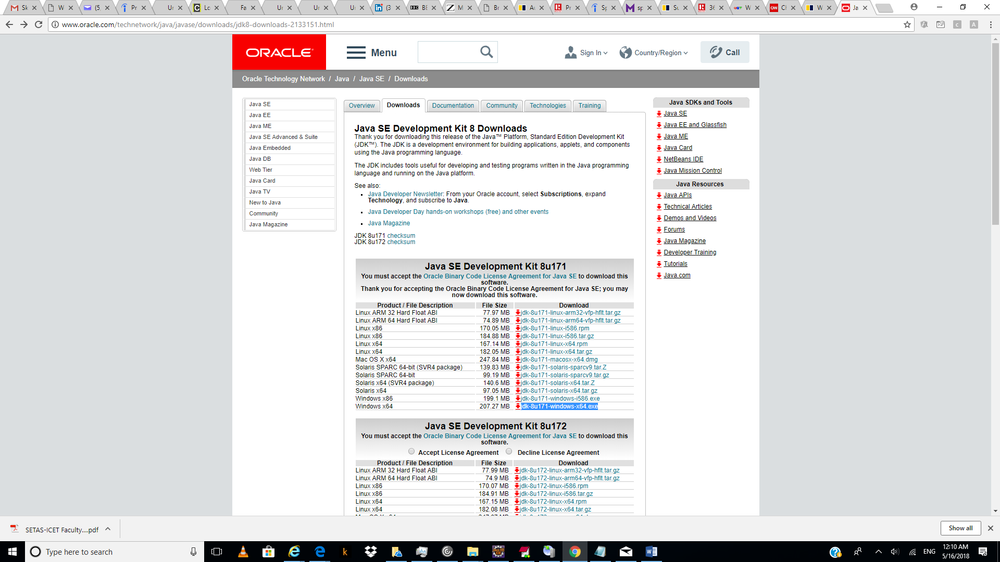 Sk
W
(5,
Pr
Ur
Lc
Fa
Ur
Ur
Ur
(3
BE
M
Br
Au
Pr
Sp
sp
Su
36
W
Ch
W
Ja
www.oracle.com/technetwork/java/javase/downloads/jdk8-downloads-2133151.html
ORACLE
Menu
Sign In
Country/Region
Call
Oracle Technology Network / Java / Java SE / Downloads
Java SE
Java EE
Java ME
Java SE Advanced & Suite
Java Embedded
Java DB
Web Tier
Java Card
Java TV
New to Java
Community
Java Magazine
Overview
Downloads
Documentation
Community
Technologies
Training
Java SE Development Kit 8 Downloads
Thank you for downloading this release of the Java™ Platform, Standard Edition Development Kit
(JDK™). The JDK is a development environment for building applications, applets, and components
using the Java programming language.
The JDK includes tools useful for developing and testing programs written in the Java programming
language and running on the Java platform.
See also:
Java Developer Newsletter: From your Oracle account, select Subscriptions, expand
Technology, and subscribe to Java.
Java Developer Day hands-on workshops (free) and other events
Java Magazine
JDK 8u171 checksum
JDK 8u172 checksum
Java SE Development Kit 8u171
You must accept the Oracle Binary Code License Agreement for Java SE to download this
software.
Thank you for accepting the Oracle Binary Code License Agreement for Java SE; you may
now download this software.
Product / File Description File Size Download
Linux ARM 32 Hard Float ABI 77.97 MB jdk-8u171-linux-arm32-vfp-hflt.tar.gz
Linux ARM 64 Hard Float ABI 74.89 MB jdk-8u171-linux-arm64-vfp-hflt.tar.gz
Linux x86 170.05 MB jdk-8u171-linux-i586.rpm
Linux x86 184.88 MB jdk-8u171-linux-i586.tar.gz
Linux x64 167.14 MB jdk-8u171-linux-x64.rpm
Linux x64 182.05 MB jdk-8u171-linux-x64.tar.gz
Mac OS X x64 247.84 MB jdk-8u171-macosx-x64.dmg
Solaris SPARC 64-bit (SVR4 package) 139.83 MB jdk-8u171-solaris-sparcv9.tar.Z
Solaris SPARC 64-bit 99.19 MB jdk-8u171-solaris-sparcv9.tar.gz
Solaris x64 (SVR4 package) 140.6 MB jdk-8u171-solaris-x64.tar.Z
Solaris x64 97.05 MB jdk-8u171-solaris-x64.tar.gz
Windows x86 199.1 MB jdk-8u171-windows-i586.exe
Windows x64 207.27 MB jdk-8u171-windows-x64.exe
Java SE Development Kit 8u172
You must accept the Oracle Binary Code License Agreement for Java SE to download this
software.
Accept License Agreement Decline License Agreement
Product / File Description File Size Download
Linux ARM 32 Hard Float ABI 77.99 MB jdk-8u172-linux-arm32-vfp-hflt.tar.gz
Linux ARM 64 Hard Float ABI 74.9 MB jdk-8u172-linux-arm64-vfp-hflt.tar.gz
Linux x86 170.07 MB jdk-8u172-linux-i586.rpm
Linux x86 184.91 MB jdk-8u172-linux-i586.tar.gz
Linux x64 167.15 MB jdk-8u172-linux-x64.rpm
Linux x64 182.08 MB jdk-8u172-linux-x64.tar.gz
Java SDKs and Tools
Java SE
Java EE and Glassfish
Java ME
Java Card
NetBeans IDE
Java Mission Control
Java Resources
Java APIs
Technical Articles
Demos and Videos
Forums
Java Magazine
Developer Training
Tutorials
Java.com
SETAS-ICET Faculty....pdf
Show all
Type here to search
ENG
12:10 AM
5/16/2018